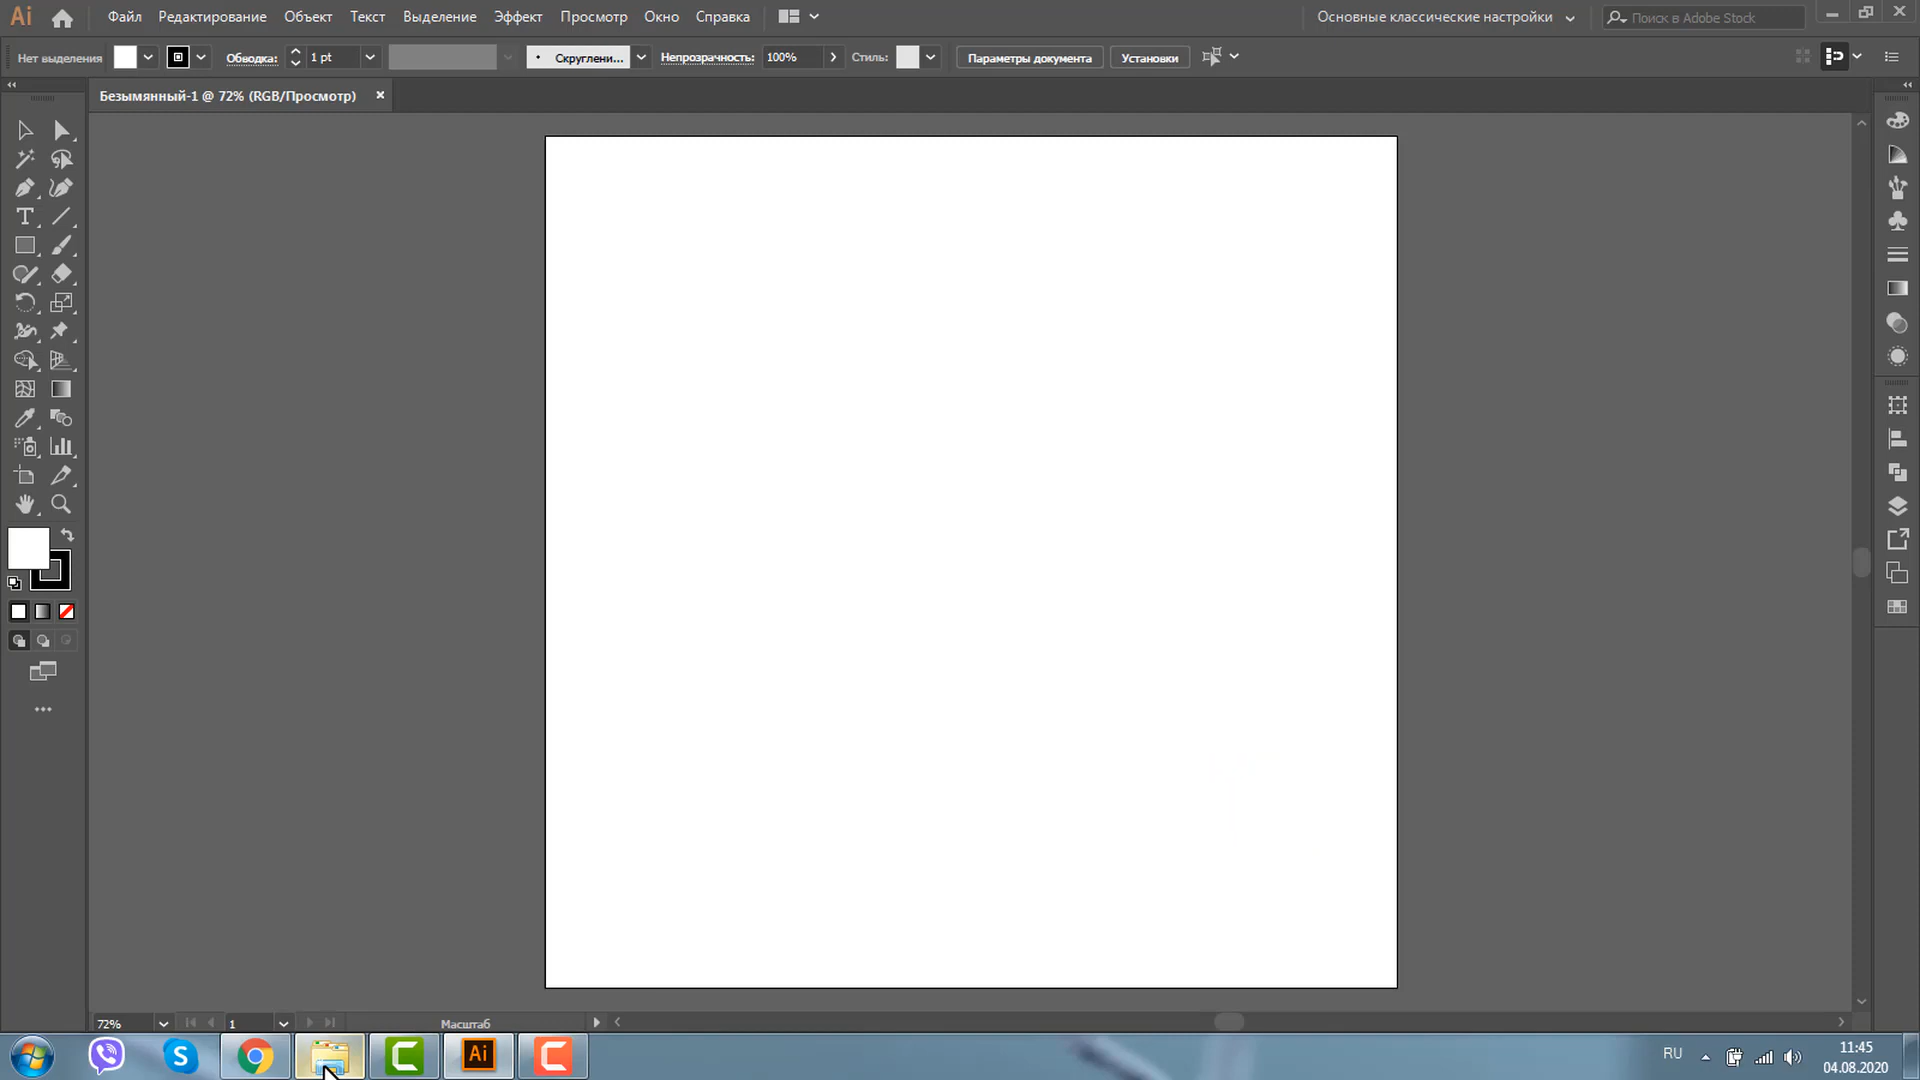 Ai Файл Редактирование Объект Текст Выделение Эффект Просмотр Окно Справка Основные классические настройки Поиск в Adobe Stock
Нет выделения Обводка: 1 pt Скруглени... Непрозрачность: 100% Стиль: Параметры документа Установки
Безымянный-1 @ 72% (RGB/Просмотр)
T
72% 1 Масштаб
S C Ai C RU 11:45
04.08.2020